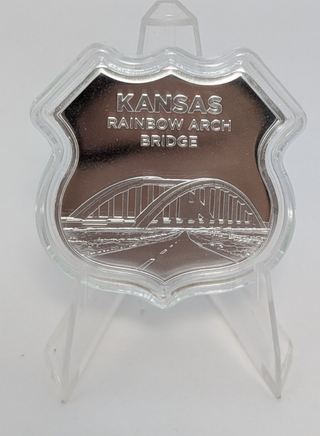 KANSAS
RAINBOW ARCH
BRIDGE